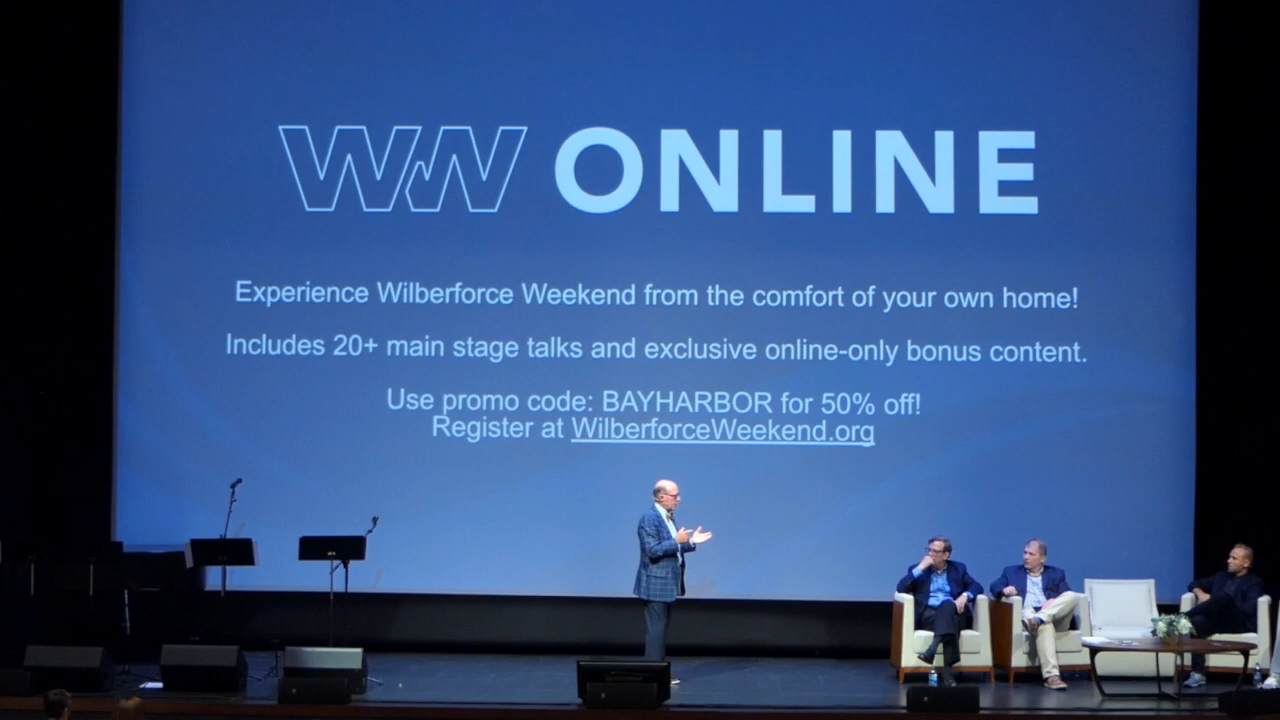 WW ONLINE
Experience Wilberforce Weekend from the comfort of your own home!
Includes 20+ main stage talks and exclusive online-only bonus content.
Use promo code: BAYHARBOR for 50% off!
Register at WilberforceWeekend.org